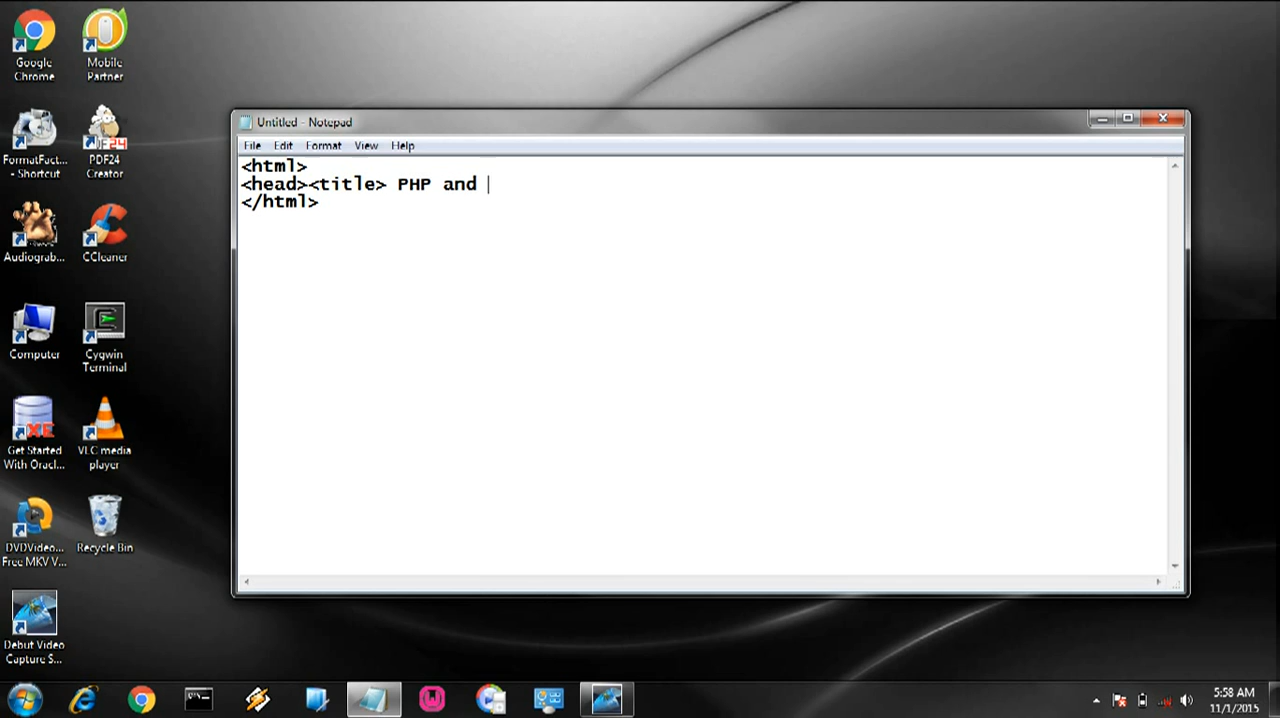 Google
Chrome
Mobile
Partner
FormatFact...
- Shortcut
PDF24
Creator
Audiograb...
CCleaner
Computer
Cygwin
Terminal
Get Started
With Oracl...
VLC media
player
DVDVideo...
Free MKV V...
Recycle Bin
Debut Video
Capture S...
Untitled - Notepad
File Edit Format View Help
<html>
<head><title> PHP and
</html>
5:58 AM
11/1/2015